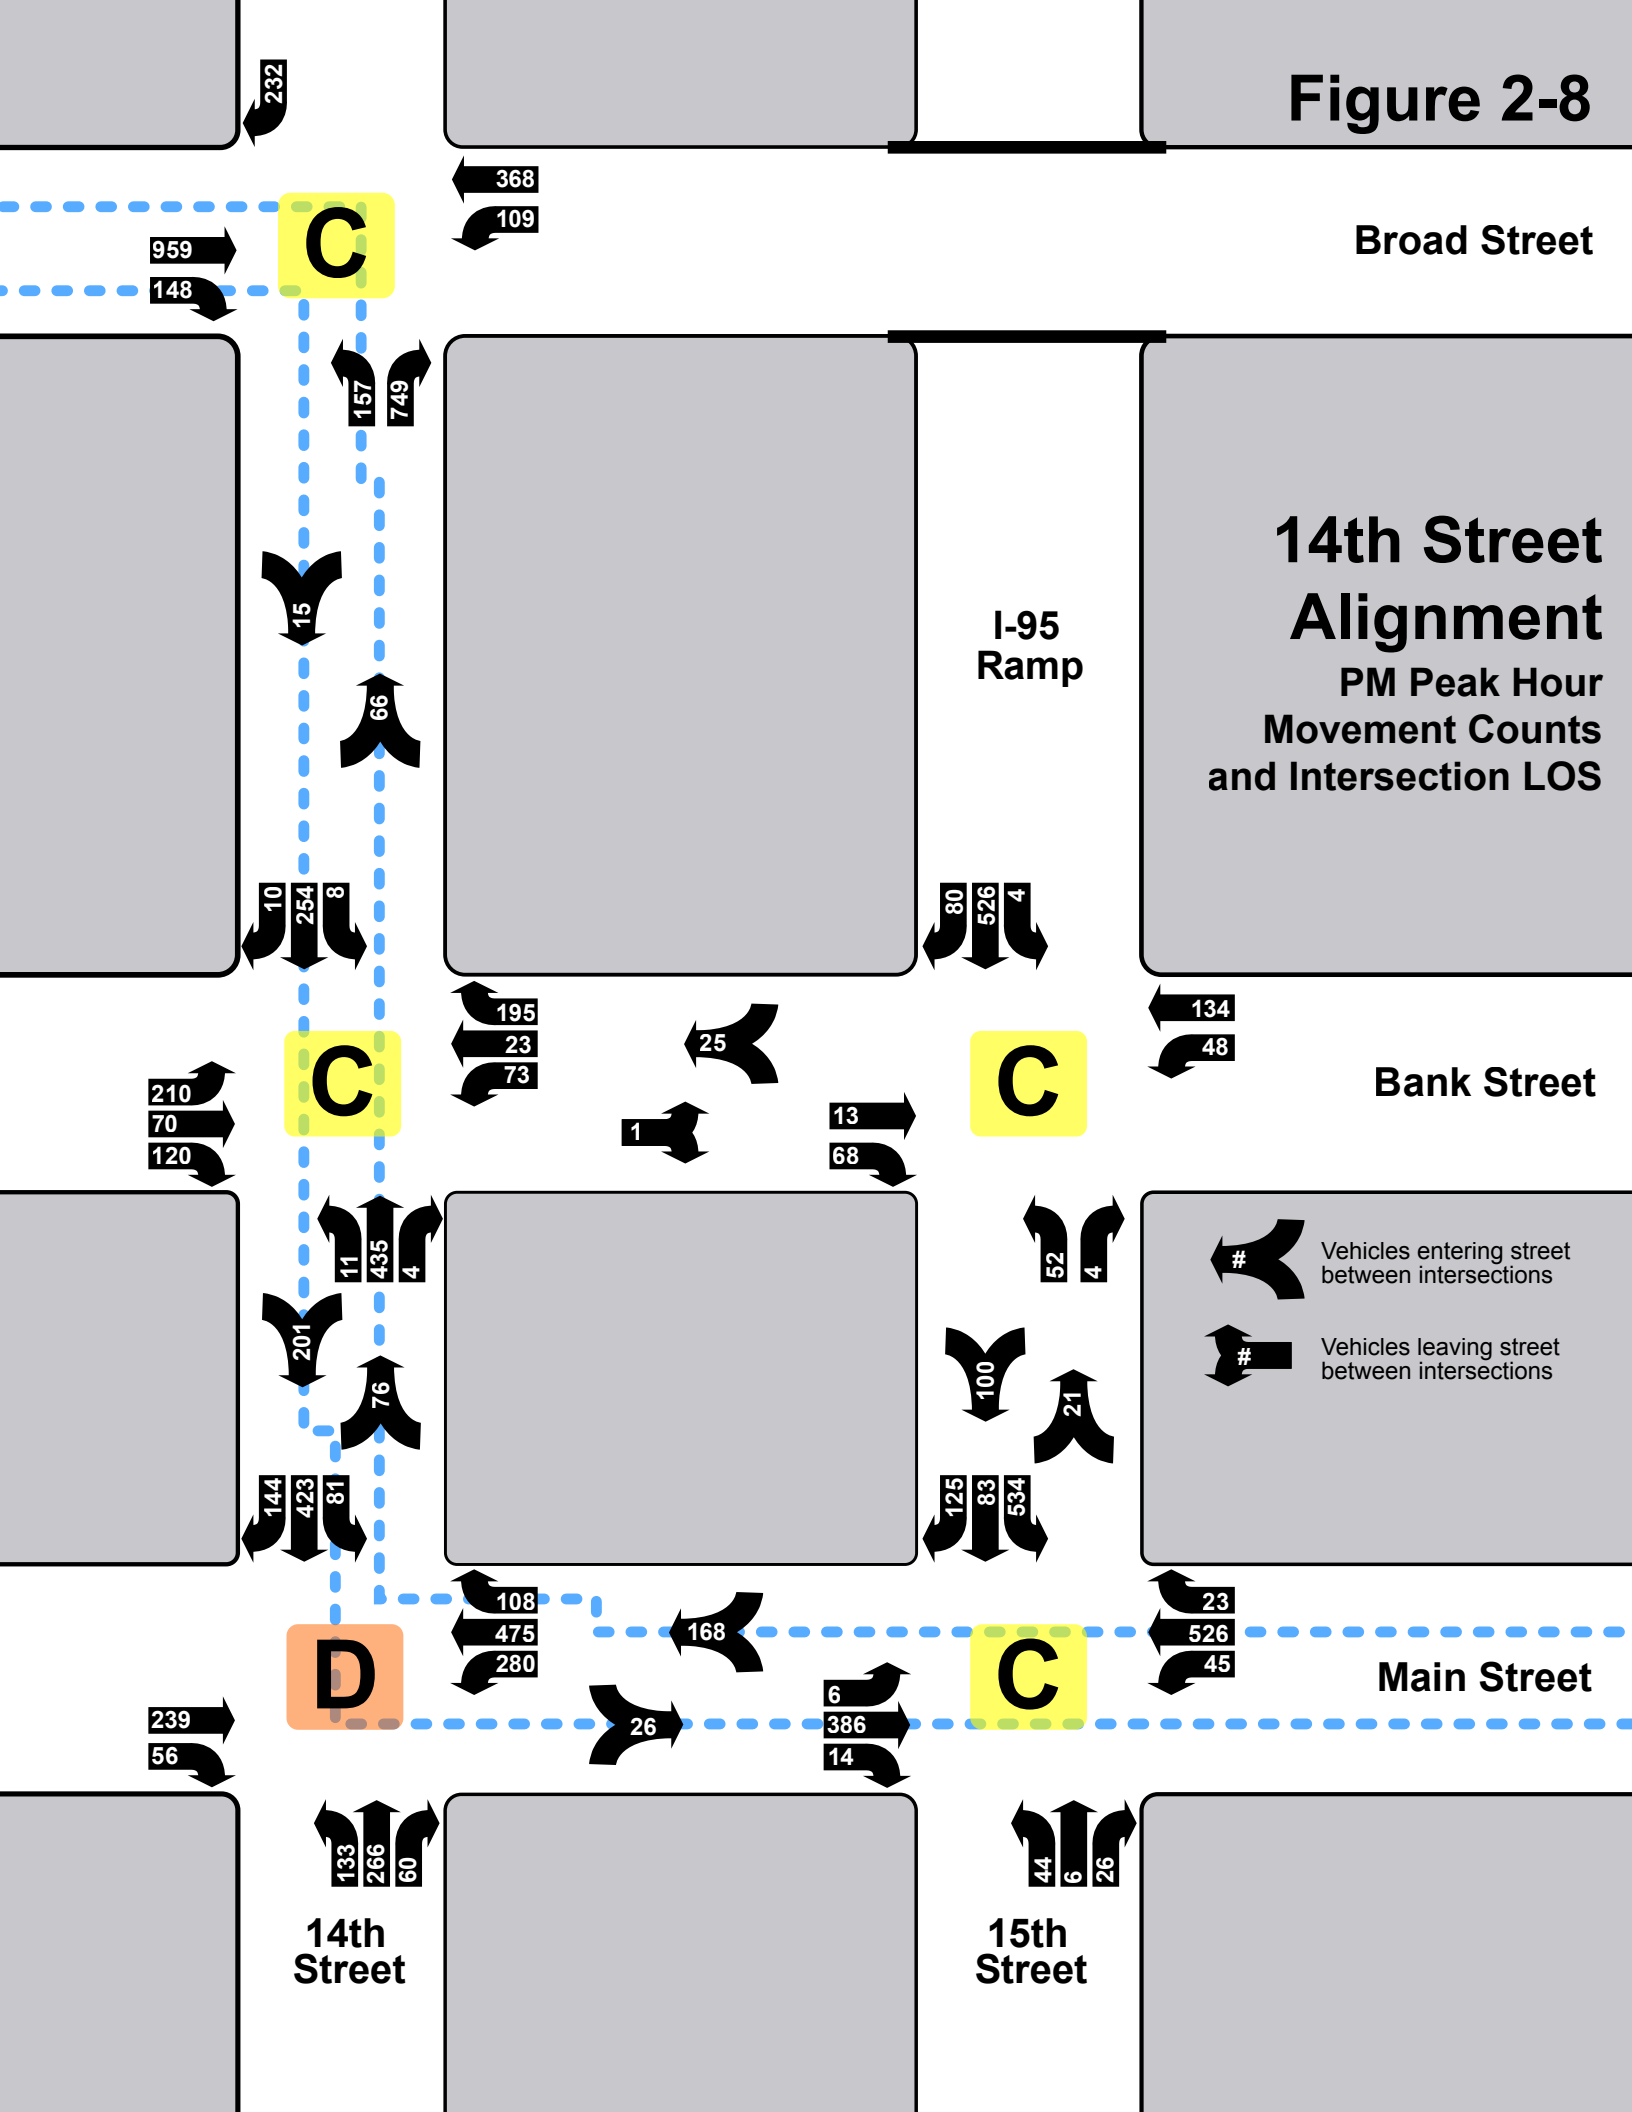 232
Figure 2-8
368
109
Broad Street
C
959
148
157
749
14th Street
Alignment
PM Peak Hour
Movement Counts
and Intersection LOS
15
I-95
Ramp
66
10
254
8
80
526
4
195
23
73
25
134
48
C
C
Bank Street
210
70
120
1
13
68
11
435
4
52
4
# Vehicles entering street
between intersections
# Vehicles leaving street
between intersections
201
76
100
21
144
423
81
125
83
534
108
475
280
168
23
526
45
D
C
Main Street
239
56
26
6
386
14
133
266
60
44
6
26
14th
Street
15th
Street